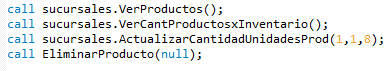 call sucursales.VerProductos();
call sucursales.VerCantProductosxInventario();
call sucursales.ActualizarCantidadUnidadesProd(1,1,8);
call EliminarProducto(null);